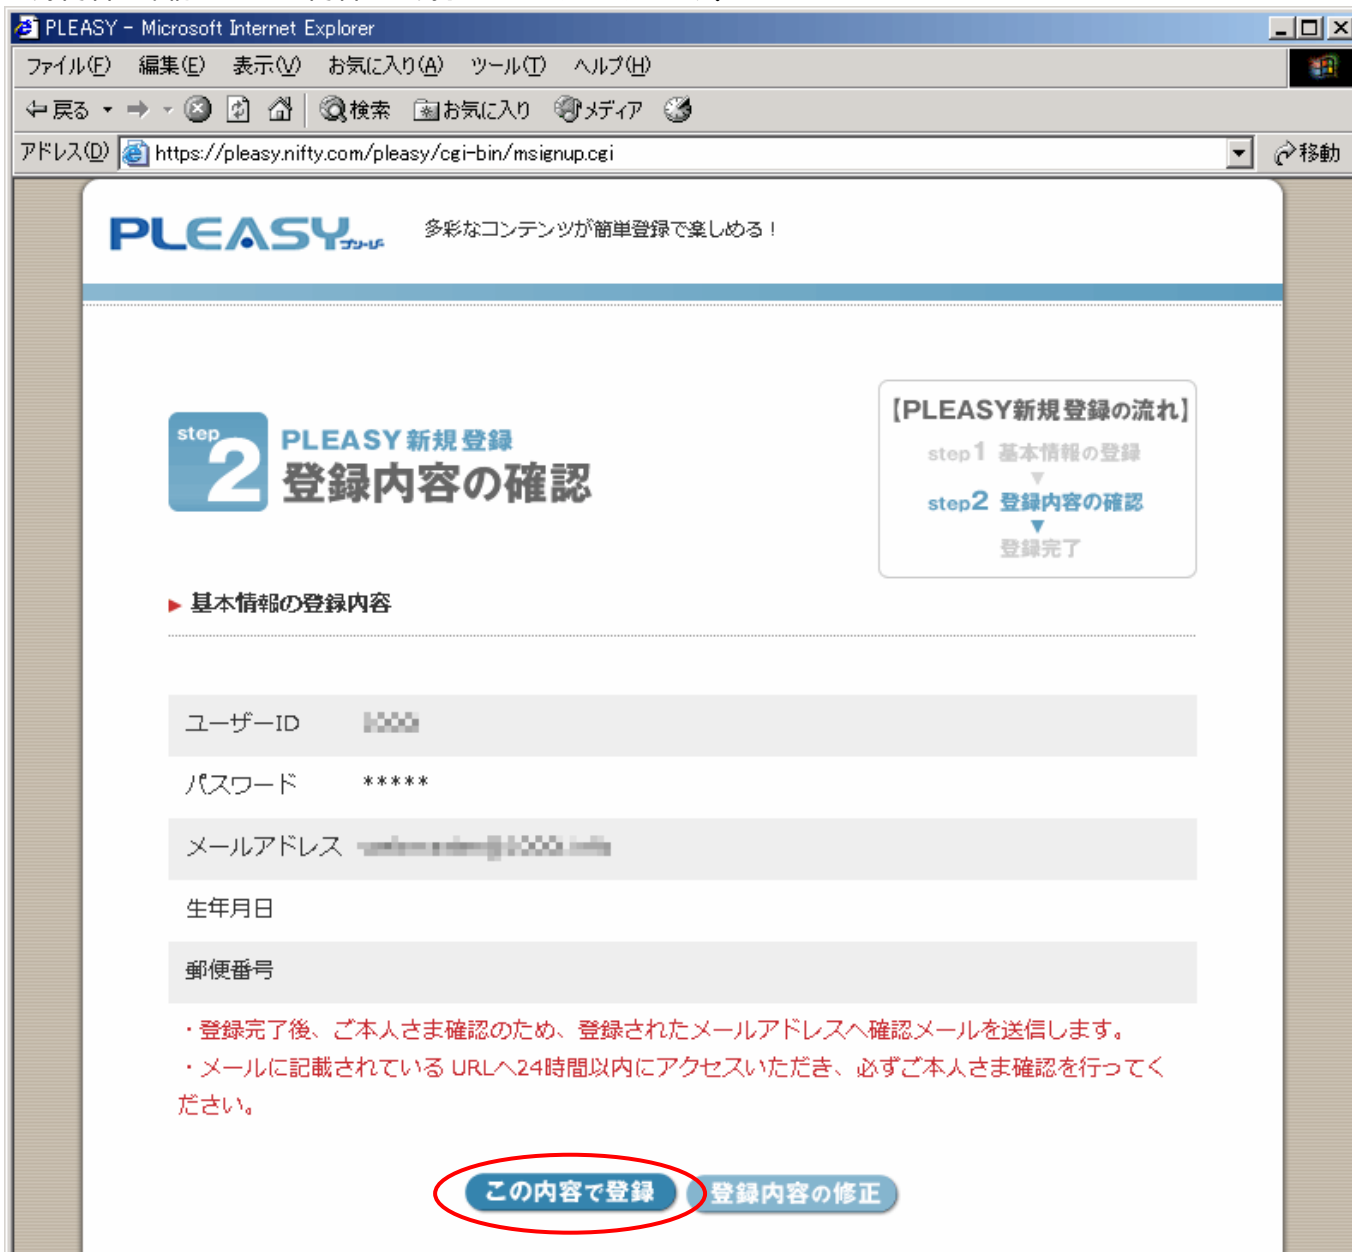 PLEASY - Microsoft Internet Explorer
ファイル(F) 編集(E) 表示(V) お気に入り(A) ツール(T) ヘルプ(H)
戻る 検索 お気に入り メディア
アドレス(D) https://pleasy.nifty.com/pleasy/cgi-bin/msignup.cgi 移動
PLEASY プリージー 多彩なコンテンツが簡単登録で楽しめる！
step 2 PLEASY新規登録
登録内容の確認
【PLEASY新規登録の流れ】
step1 基本情報の登録
▼
step2 登録内容の確認
▼
登録完了
基本情報の登録内容
ユーザーID
パスワード *****
メールアドレス
生年月日
郵便番号
・登録完了後、ご本人さま確認のため、登録されたメールアドレスへ確認メールを送信します。
・メールに記載されている URLへ24時間以内にアクセスいただき、必ずご本人さま確認を行ってく
ださい。
この内容で登録 登録内容の修正